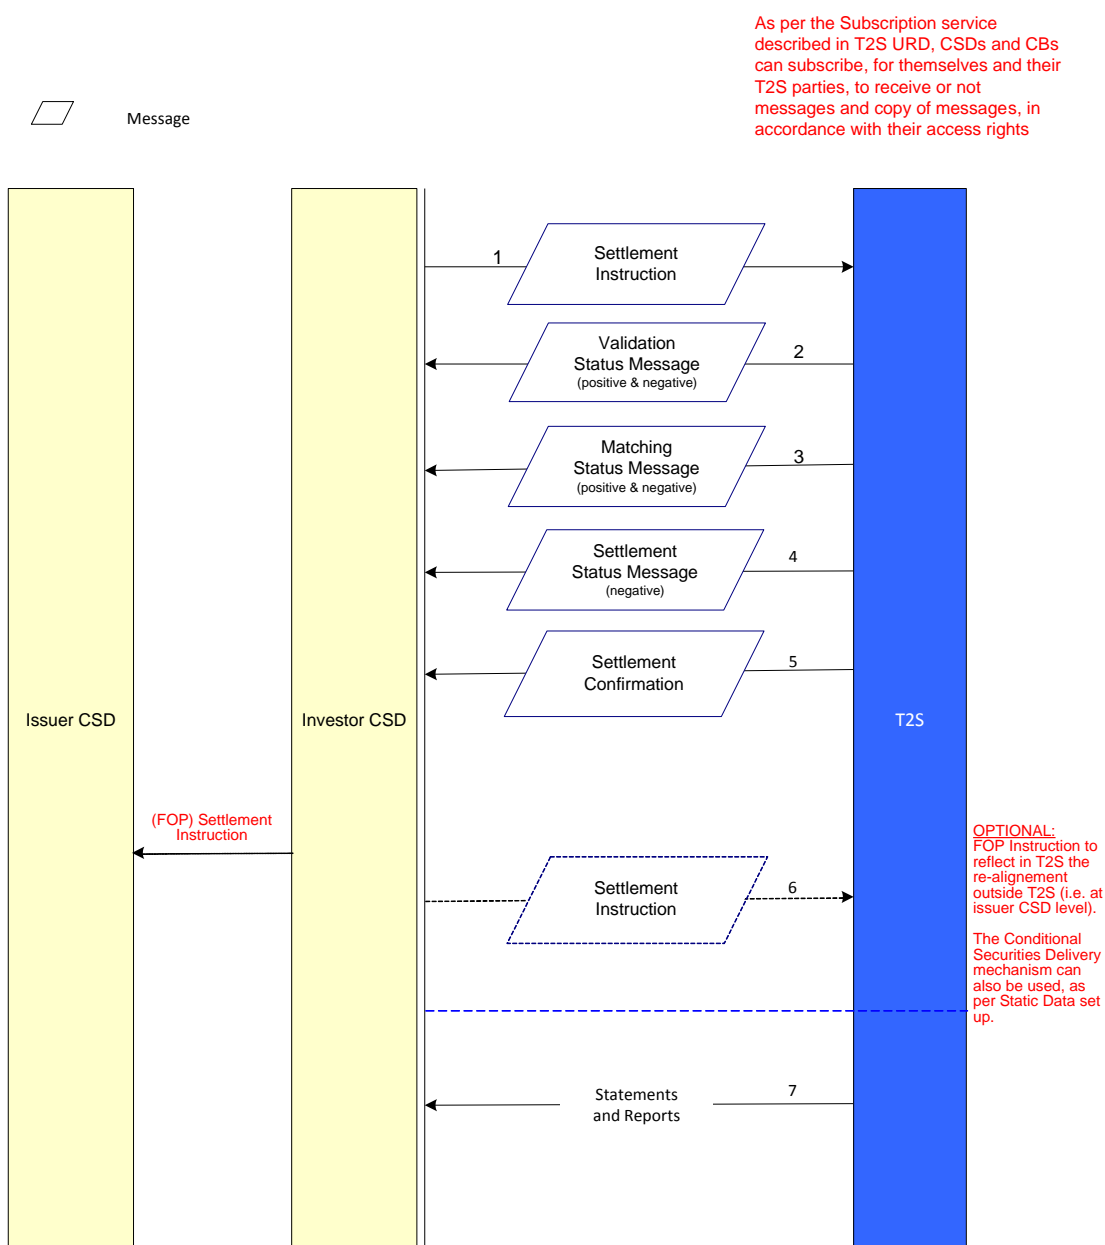 As per the Subscription service
described in T2S URD, CSDs and CBs
can subscribe, for themselves and their
T2S parties, to receive or not
messages and copy of messages, in
accordance with their access rights
Message
1
Settlement
Instruction
Validation
Status Message
(positive & negative)
2
Matching
Status Message
(positive & negative)
3
Settlement
Status Message
(negative)
4
Settlement
Confirmation
5
Issuer CSD
Investor CSD
T2S
(FOP) Settlement
Instruction
Settlement
Instruction
6
OPTIONAL:
FOP Instruction to
reflect in T2S the
re-alignement
outside T2S (i.e. at
issuer CSD level).
The Conditional
Securities Delivery
mechanism can
also be used, as
per Static Data set
up.
Statements
and Reports
7